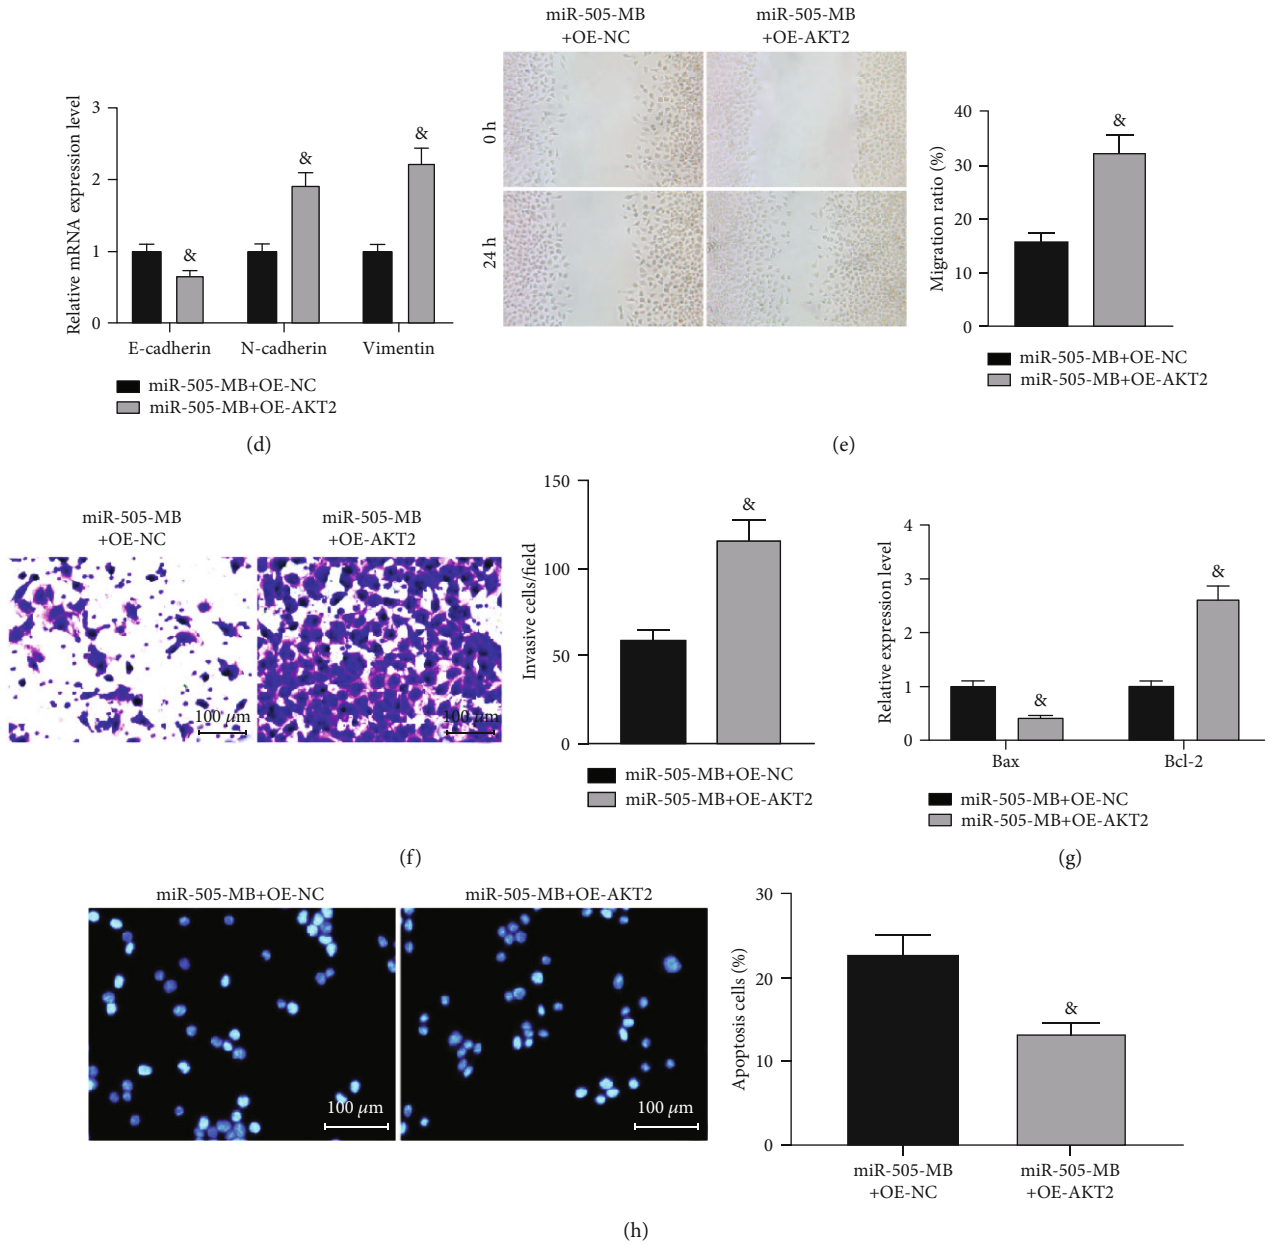 Relative mRNA expression level
3
2
1
0
&
&
&
E-cadherin
N-cadherin
Vimentin
miR-505-MB+OE-NC
miR-505-MB+OE-AKT2
(d)
miR-505-MB
+OE-NC
miR-505-MB
+OE-AKT2
0 h
24 h
Migration ratio (%)
40
30
20
10
0
&
miR-505-MB+OE-NC
miR-505-MB+OE-AKT2
(e)
miR-505-MB
+OE-NC
miR-505-MB
+OE-AKT2
100 μm
100 μm
Invasive cells/field
150
100
50
0
&
miR-505-MB+OE-NC
miR-505-MB+OE-AKT2
(f)
Relative expression level
4
3
2
1
0
&
&
Bax
Bcl-2
miR-505-MB+OE-NC
miR-505-MB+OE-AKT2
(g)
miR-505-MB+OE-NC
miR-505-MB+OE-AKT2
100 μm
100 μm
Apoptosis cells (%)
30
20
10
0
&
miR-505-MB
+OE-NC
miR-505-MB
+OE-AKT2
(h)